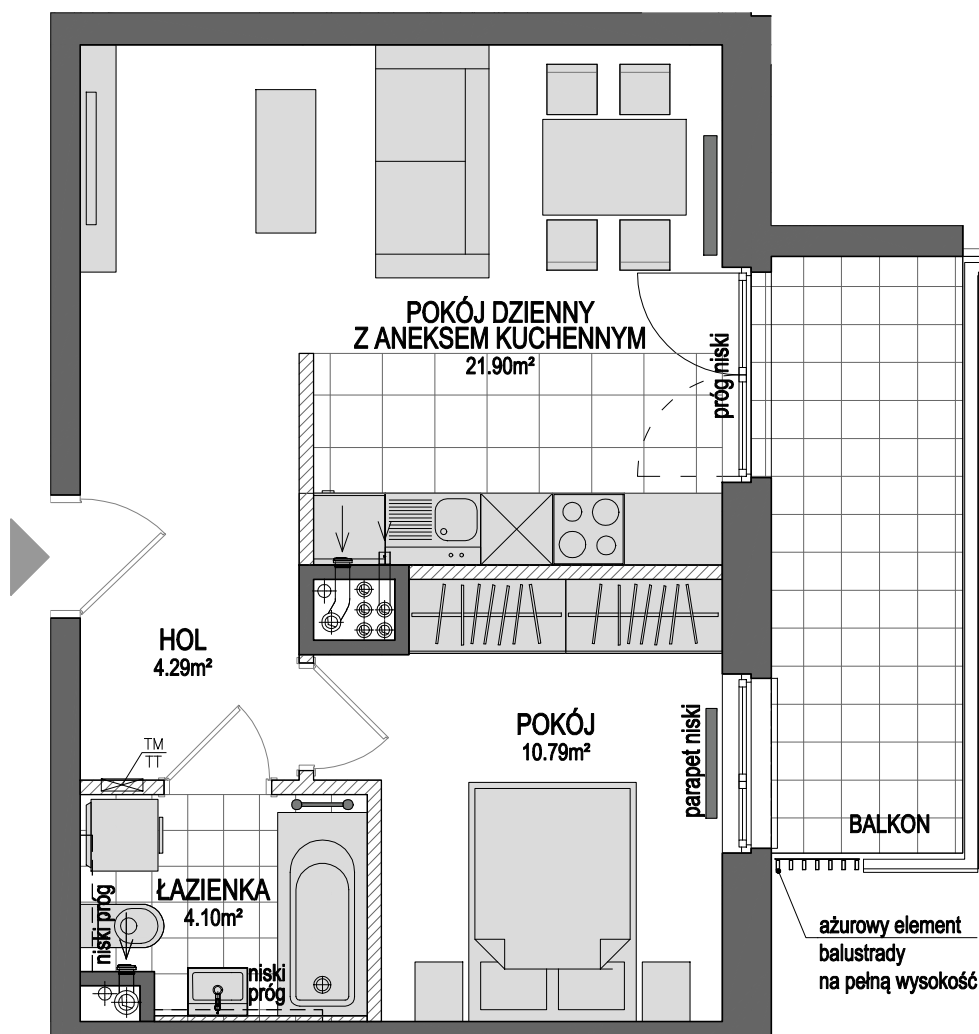 POKÓJ DZIENNY
Z ANEKSEM KUCHENNYM
21.90m²
próg niski
HOL
4.29m²
TM
TT
POKÓJ
10.79m²
parapet niski
BALKON
ŁAZIENKA
4.10m²
niski próg
niski
próg
ażurowy element
balustrady
na pełną wysokość